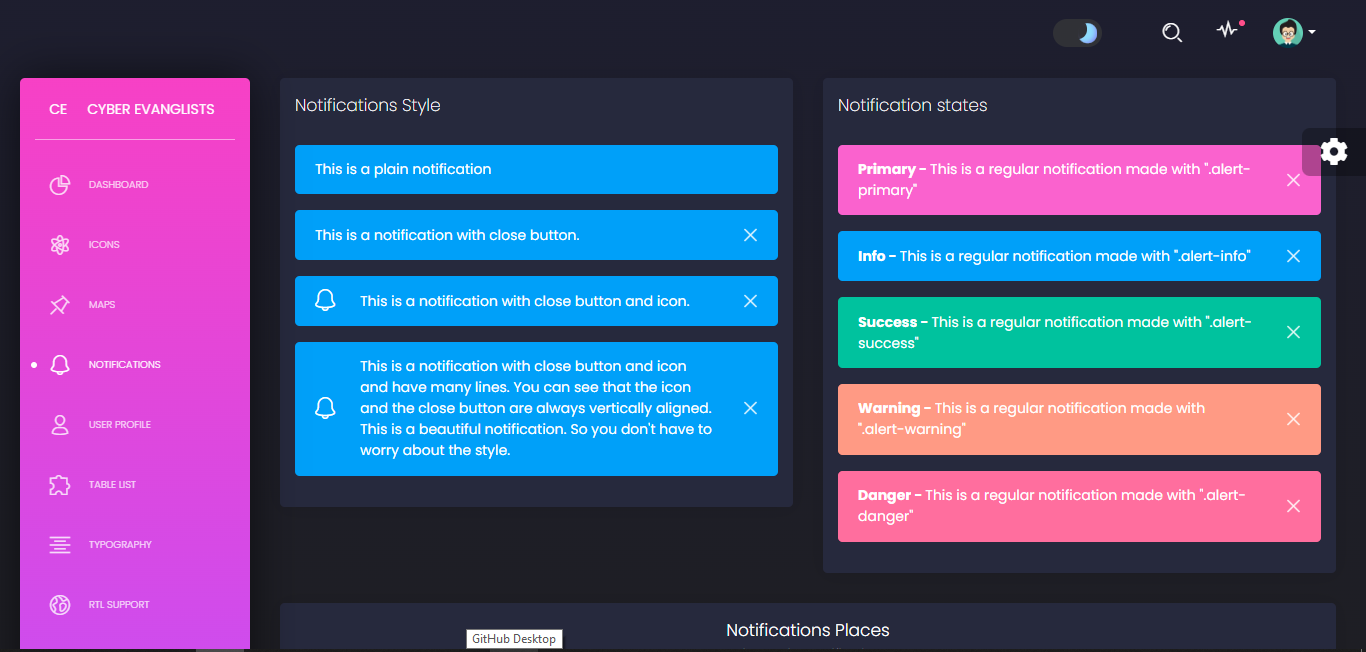 CE CYBER EVANGLISTS
DASHBOARD
ICONS
MAPS
NOTIFICATIONS
USER PROFILE
TABLE LIST
TYPOGRAPHY
RTL SUPPORT
Notifications Style
This is a plain notification
This is a notification with close button.
This is a notification with close button and icon.
This is a notification with close button and icon
and have many lines. You can see that the icon
and the close button are always vertically aligned.
This is a beautiful notification. So you don't have to
worry about the style.
Notification states
Primary - This is a regular notification made with ".alert-
primary"
Info - This is a regular notification made with ".alert-info"
Success - This is a regular notification made with ".alert-
success"
Warning - This is a regular notification made with
".alert-warning"
Danger - This is a regular notification made with ".alert-
danger"
Notifications Places
GitHub Desktop